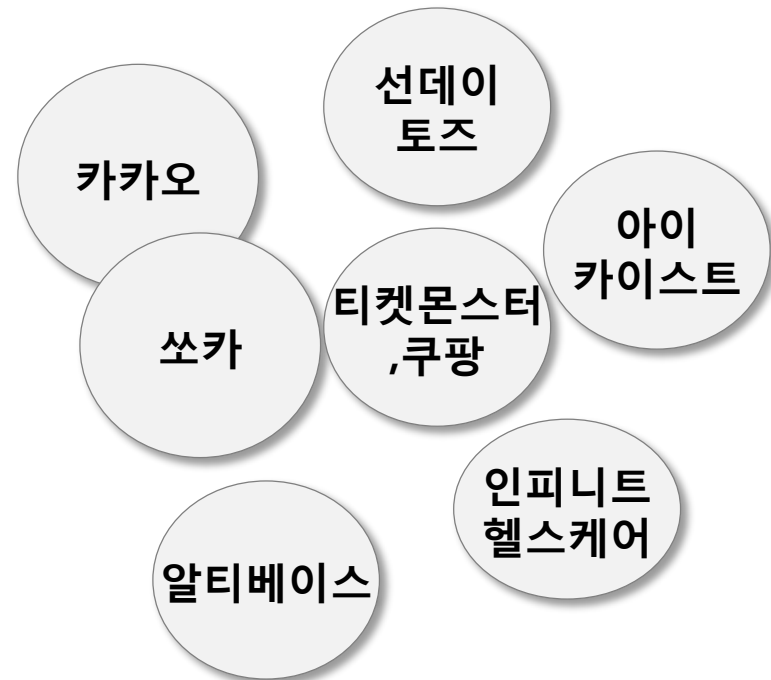 선데이
토즈
카카오
아이
카이스트
티켓몬스터
,쿠팡
쏘카
인피니트
헬스케어
알티베이스